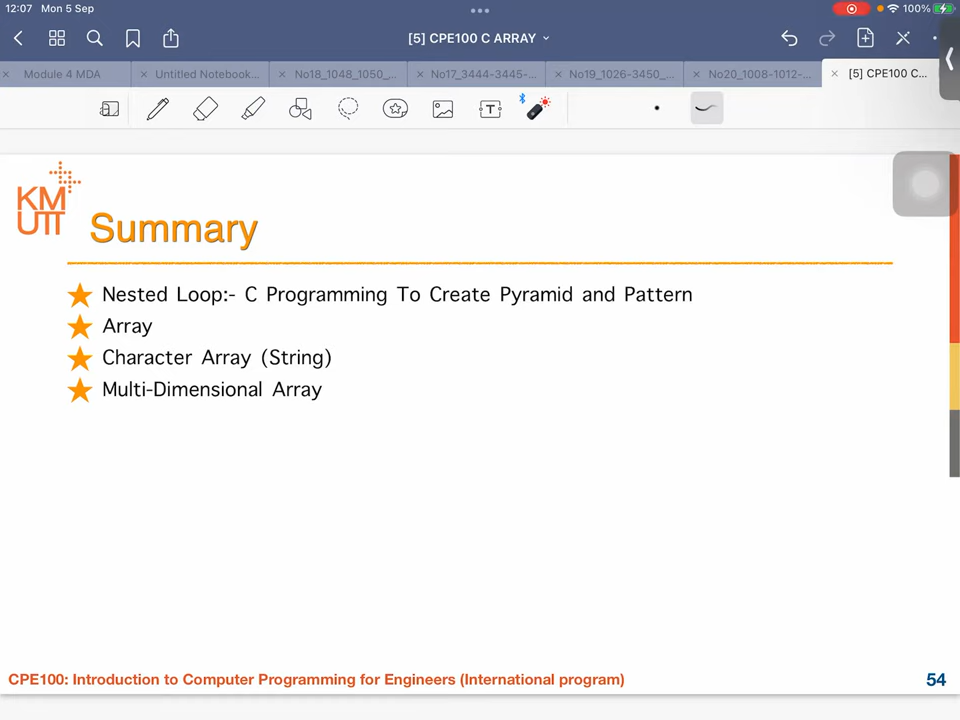 12:07 Mon 5 Sep
100%
[5] CPE100 C ARRAY
Module 4 MDA
Untitled Notebook...
No18_1048_1050_...
No17_3444-3445-...
No19_1026-3450_...
No20_1008-1012-...
[5] CPE100 C...
T
KM
UTT
Summary
Nested Loop:- C Programming To Create Pyramid and Pattern
Array
Character Array (String)
Multi-Dimensional Array
CPE100: Introduction to Computer Programming for Engineers (International program)
54